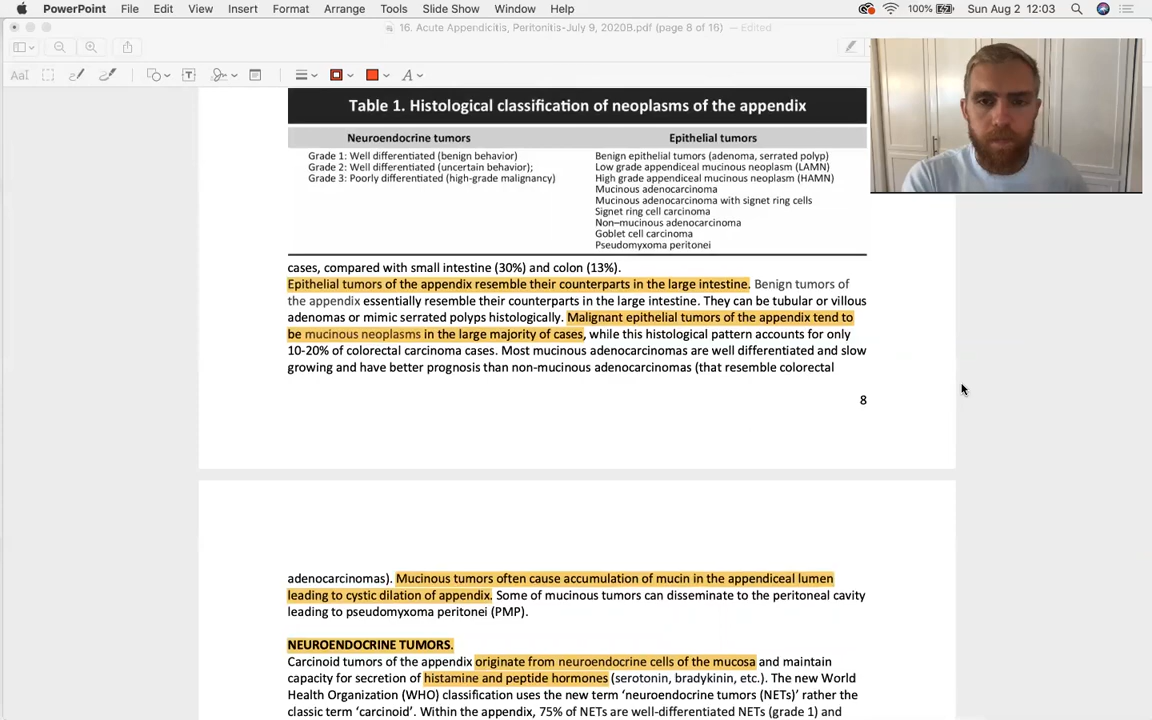 PowerPoint File Edit View Insert Format Arrange Tools Slide Show Window Help 100% Sun Aug 2 12:03
16. Acute Appendicitis, Peritonitis-July 9, 2020B.pdf (page 8 of 16) — Edited
Table 1. Histological classification of neoplasms of the appendix
Neuroendocrine tumors
Grade 1: Well differentiated (benign behavior)
Grade 2: Well differentiated (uncertain behavior);
Grade 3: Poorly differentiated (high-grade malignancy)
Epithelial tumors
Benign epithelial tumors (adenoma, serrated polyp)
Low grade appendiceal mucinous neoplasm (LAMN)
High grade appendiceal mucinous neoplasm (HAMN)
Mucinous adenocarcinoma
Mucinous adenocarcinoma with signet ring cells
Signet ring cell carcinoma
Non–mucinous adenocarcinoma
Goblet cell carcinoma
Pseudomyxoma peritonei
cases, compared with small intestine (30%) and colon (13%).
Epithelial tumors of the appendix resemble their counterparts in the large intestine. Benign tumors of
the appendix essentially resemble their counterparts in the large intestine. They can be tubular or villous
adenomas or mimic serrated polyps histologically. Malignant epithelial tumors of the appendix tend to
be mucinous neoplasms in the large majority of cases, while this histological pattern accounts for only
10-20% of colorectal carcinoma cases. Most mucinous adenocarcinomas are well differentiated and slow
growing and have better prognosis than non-mucinous adenocarcinomas (that resemble colorectal
8
adenocarcinomas). Mucinous tumors often cause accumulation of mucin in the appendiceal lumen
leading to cystic dilation of appendix. Some of mucinous tumors can disseminate to the peritoneal cavity
leading to pseudomyxoma peritonei (PMP).
NEUROENDOCRINE TUMORS.
Carcinoid tumors of the appendix originate from neuroendocrine cells of the mucosa and maintain
capacity for secretion of histamine and peptide hormones (serotonin, bradykinin, etc.). The new World
Health Organization (WHO) classification uses the new term ‘neuroendocrine tumors (NETs)’ rather the
classic term ‘carcinoid’. Within the appendix, 75% of NETs are well-differentiated NETs (grade 1) and